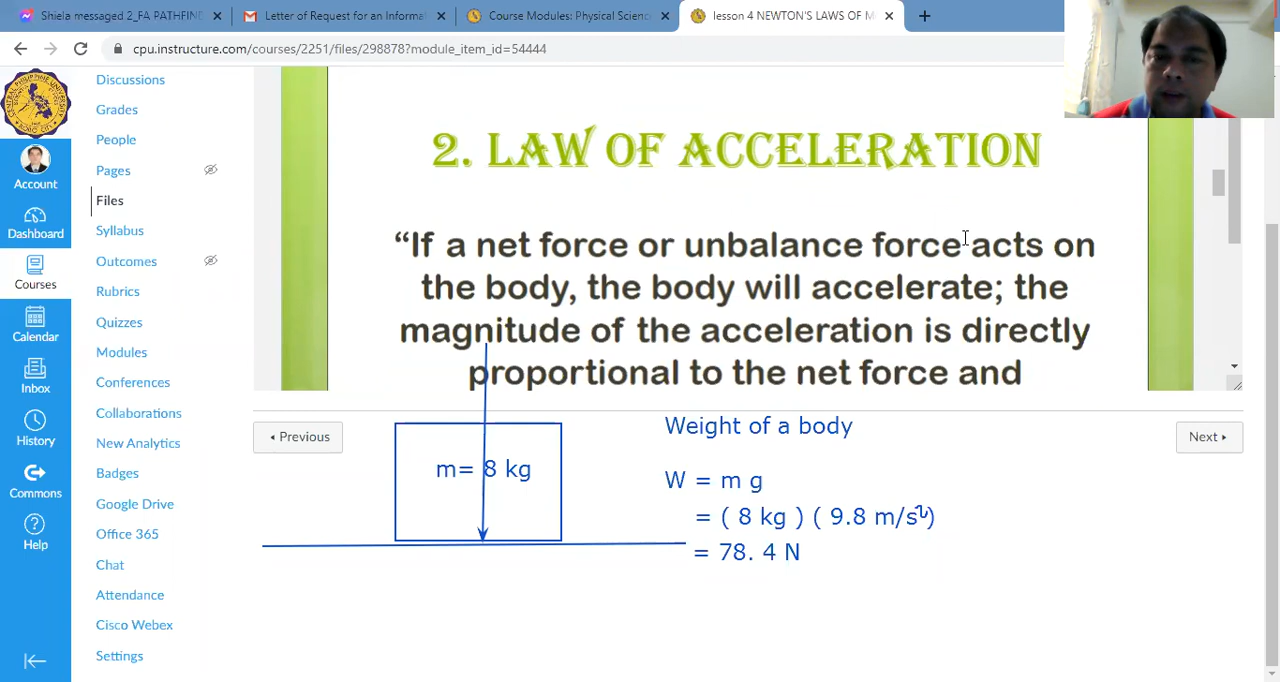 Shiela messaged 2_FA PATHFIND
Letter of Request for an Informat
Course Modules: Physical Scienc
lesson 4 NEWTON'S LAWS OF M
cpu.instructure.com/courses/2251/files/298878?module_item_id=54444
Account
Dashboard
Courses
Calendar
Inbox
History
Commons
Help
Discussions
Grades
People
Pages
Files
Syllabus
Outcomes
Rubrics
Quizzes
Modules
Conferences
Collaborations
New Analytics
Badges
Google Drive
Office 365
Chat
Attendance
Cisco Webex
Settings
2. LAW OF ACCELERATION
“If a net force or unbalance force acts on
the body, the body will accelerate; the
magnitude of the acceleration is directly
proportional to the net force and
Previous
Next
m= 8 kg
Weight of a body
W = m g
= ( 8 kg ) ( 9.8 m/s²)
= 78. 4 N